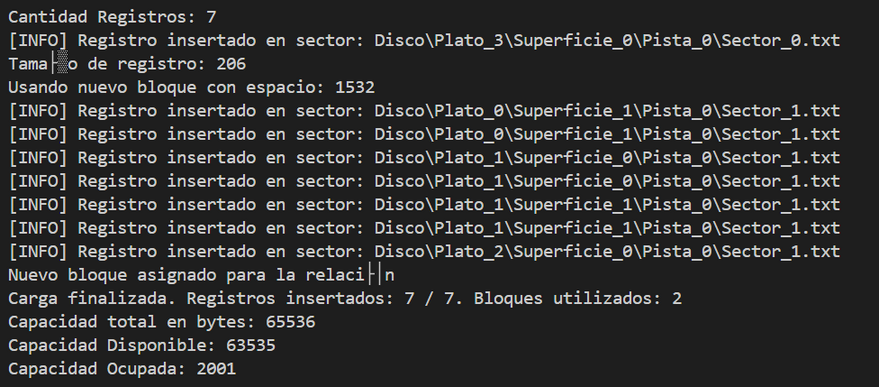 Cantidad Registros: 7
[INFO] Registro insertado en sector: Disco\Plato_3\Superficie_0\Pista_0\Sector_0.txt
Tama├▒o de registro: 206
Usando nuevo bloque con espacio: 1532
[INFO] Registro insertado en sector: Disco\Plato_0\Superficie_1\Pista_0\Sector_1.txt
[INFO] Registro insertado en sector: Disco\Plato_0\Superficie_1\Pista_0\Sector_1.txt
[INFO] Registro insertado en sector: Disco\Plato_1\Superficie_0\Pista_0\Sector_1.txt
[INFO] Registro insertado en sector: Disco\Plato_1\Superficie_0\Pista_0\Sector_1.txt
[INFO] Registro insertado en sector: Disco\Plato_1\Superficie_1\Pista_0\Sector_1.txt
[INFO] Registro insertado en sector: Disco\Plato_1\Superficie_1\Pista_0\Sector_1.txt
[INFO] Registro insertado en sector: Disco\Plato_2\Superficie_0\Pista_0\Sector_1.txt
Nuevo bloque asignado para la relaci├│n
Carga finalizada. Registros insertados: 7 / 7. Bloques utilizados: 2
Capacidad total en bytes: 65536
Capacidad Disponible: 63535
Capacidad Ocupada: 2001